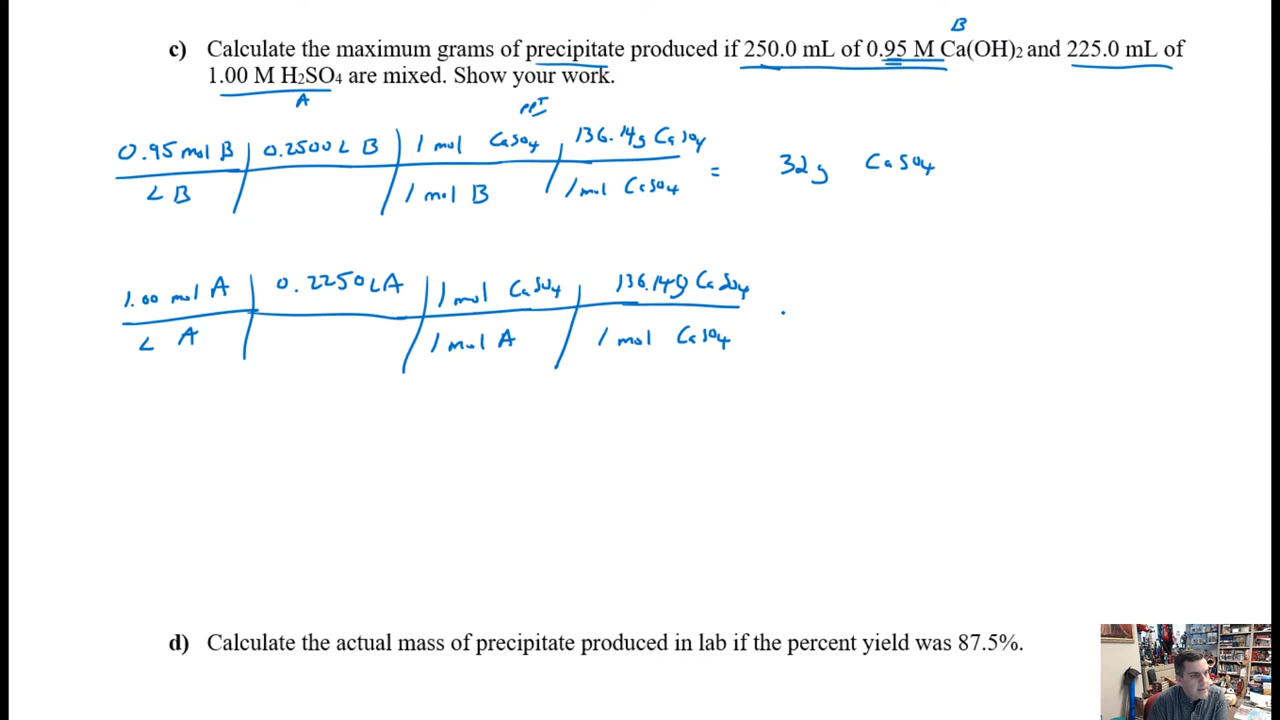 B
c) Calculate the maximum grams of precipitate produced if 250.0 mL of 0.95 M Ca(OH)2 and 225.0 mL of
1.00 M H2SO4 are mixed. Show your work.
A
PPT
0.95 mol B | 0.2500 L B | 1 mol CaSO4 | 136.14g CaSO4
= 32g CaSO4
L B | | 1 mol B | 1 mol CaSO4
1.00 mol A | 0.2250 L A | 1 mol CaSO4 | 136.14g CaSO4
L A | | 1 mol A | 1 mol CaSO4
d) Calculate the actual mass of precipitate produced in lab if the percent yield was 87.5%.